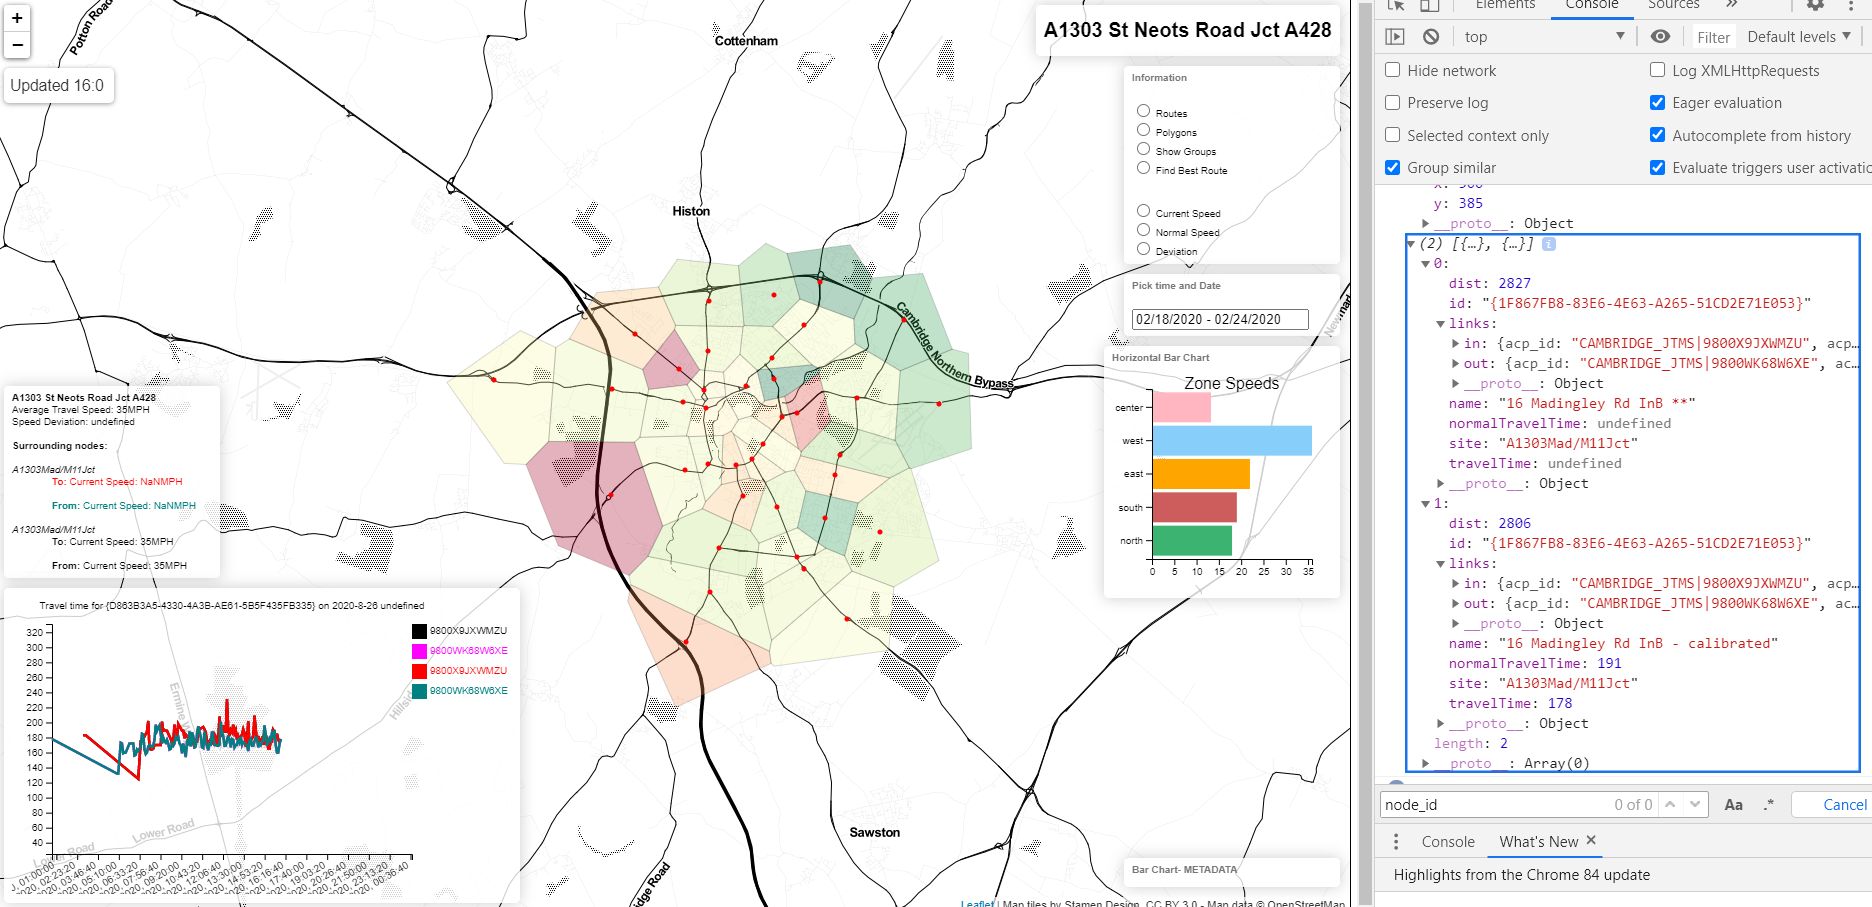 +
−
Updated 16:0
Potton Road
Cottenham
Histon
Cambridge Northern Bypass
Ermine
Lower Road
Lower Road
Sawston
A1303 St Neots Road Jct A428
Information
Routes
Polygons
Show Groups
Find Best Route
Current Speed
Normal Speed
Deviation
Pick time and Date
02/18/2020 - 02/24/2020
Horizontal Bar Chart
Zone Speeds
center
west
east
south
north
0 5 10 15 20 25 30 35
Bar Chart- METADATA
A1303 St Neots Road Jct A428
Average Travel Speed: 35MPH
Speed Deviation: undefined
Surrounding nodes:
A1303Mad/M11Jct
To: Current Speed: NaNMPH
From: Current Speed: NaNMPH
A1303Mad/M11Jct
To: Current Speed: 35MPH
From: Current Speed: 35MPH
Travel time for {D863B3A5-4330-4A3B-AE61-5B5F435FB335} on 2020-8-26 undefined
320
300
280
260
240
220
200
180
160
140
120
100
80
60
40
9800X9JXWMZU
9800WK68W6XE
9800X9JXWMZU
9800WK68W6XE
Leaflet | Map tiles by Stamen Design, CC BY 3.0 - Map data © OpenStreetMap
Elements Console Sources »
top Filter Default levels
Hide network Log XMLHttpRequests
Preserve log Eager evaluation
Selected context only Autocomplete from history
Group similar Evaluate triggers user activatio
y: 385
__proto__: Object
(2) [{…}, {…}] i
0:
dist: 2827
id: "{1F867FB8-83E6-4E63-A265-51CD2E71E053}"
links:
in: {acp_id: "CAMBRIDGE_JTMS|9800X9JXWMZU", acp…
out: {acp_id: "CAMBRIDGE_JTMS|9800WK68W6XE", ac…
__proto__: Object
name: "16 Madingley Rd InB **"
normalTravelTime: undefined
site: "A1303Mad/M11Jct"
travelTime: undefined
__proto__: Object
1:
dist: 2806
id: "{1F867FB8-83E6-4E63-A265-51CD2E71E053}"
links:
in: {acp_id: "CAMBRIDGE_JTMS|9800X9JXWMZU", acp…
out: {acp_id: "CAMBRIDGE_JTMS|9800WK68W6XE", ac…
__proto__: Object
name: "16 Madingley Rd InB - calibrated"
normalTravelTime: 191
site: "A1303Mad/M11Jct"
travelTime: 178
__proto__: Object
length: 2
__proto__: Array(0)
node_id 0 of 0 Aa .* Cancel
Console What's New ✕
Highlights from the Chrome 84 update